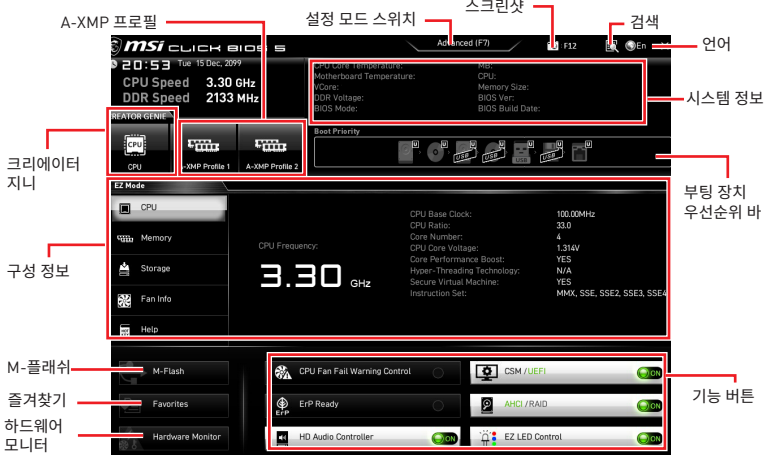 스크린샷
A-XMP 프로필
설정 모드 스위치
검색
언어
msi CLICK BIOS 5
Advanced (F7)
: F12
En
20:53 Tue 15 Dec, 2099
CPU Speed 3.30 GHz
DDR Speed 2133 MHz
CPU Core Temperature:
Motherboard Temperature:
VCore:
DDR Voltage:
BIOS Mode:
MB:
CPU:
Memory Size:
BIOS Ver:
BIOS Build Date:
시스템 정보
REATOR GENIE
CPU
CPU
A-XMP Profile 1
A-XMP Profile 2
Boot Priority
U
U
U
USB
U
USB
U
USB
U
USB
U
크리에이터
지니
부팅 장치
우선순위 바
EZ Mode
CPU
Memory
Storage
Fan Info
Help
구성 정보
CPU Frequency:
3.30 GHz
CPU Base Clock: 100.00MHz
CPU Ratio: 33.0
Core Number: 4
CPU Core Voltage: 1.314V
Core Performance Boost: YES
Hyper-Threading Technology: N/A
Secure Virtual Machine: YES
Instruction Set: MMX, SSE, SSE2, SSE3, SSE4
M-플래쉬
즐겨찾기
하드웨어
모니터
M-Flash
Favorites
Hardware Monitor
CPU Fan Fail Warning Control
CSM /UEFI ON
ErP
ErP Ready
AHCI /RAID ON
HD Audio Controller ON
EZ LED Control ON
기능 버튼